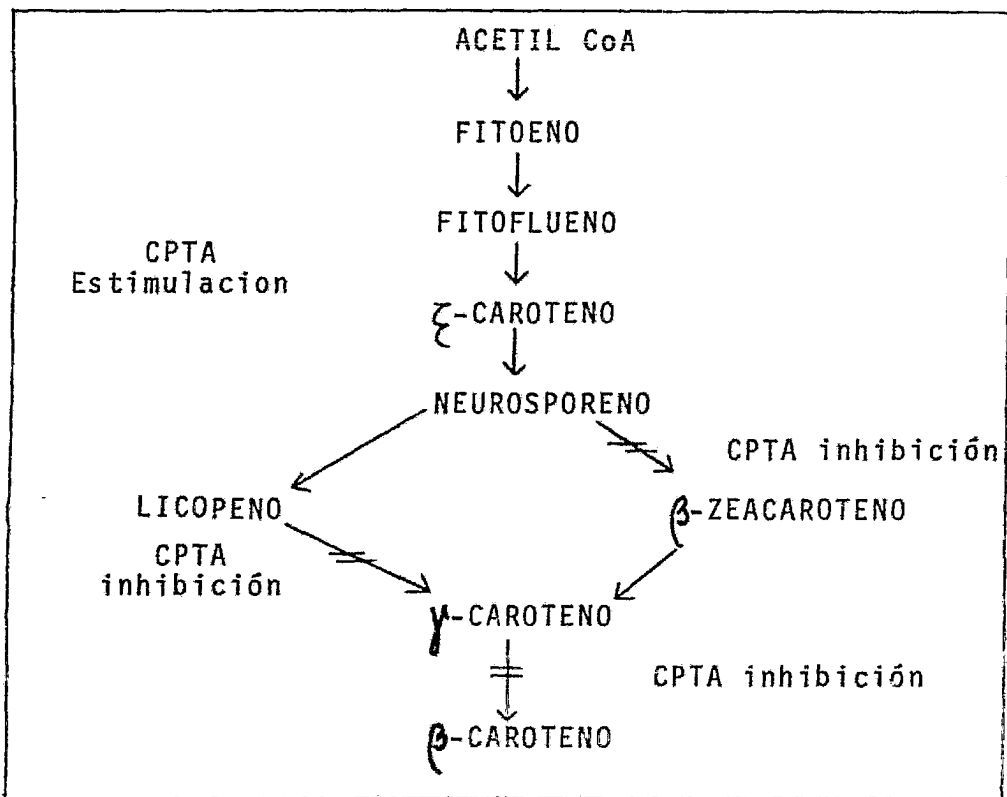 ACETIL CoA
FITOENO
FITOFLUENO
CPTA
Estimulacion
ζ-CAROTENO
NEUROSPORENO
CPTA inhibición
LICOPENO
β-ZEACAROTENO
CPTA
inhibición
γ-CAROTENO
CPTA inhibición
β-CAROTENO